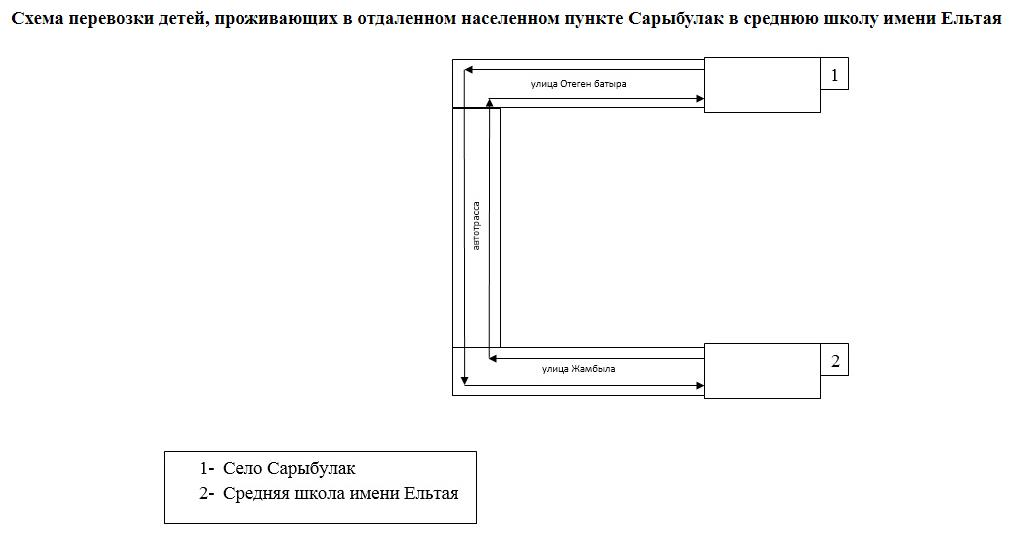 Схема перевозки детей, проживающих в отдаленном населенном пункте Сарыбулак в среднюю школу имени Ельтая
1
улица Отеген батыра
автотрасса
2
улица Жамбыла
1- Село Сарыбулак
2- Средняя школа имени Ельтая